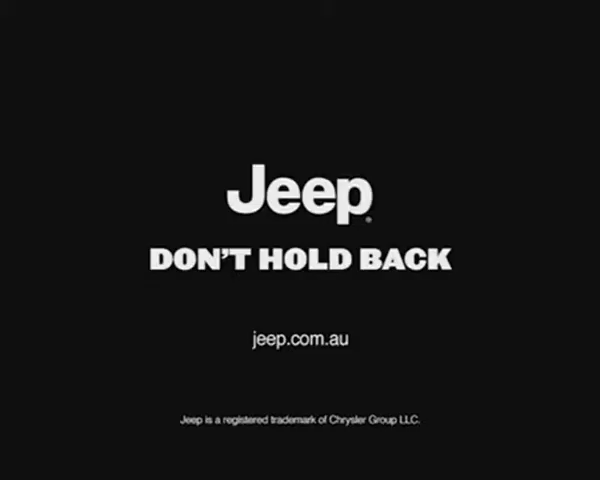 Jeep®
DON'T HOLD BACK
jeep.com.au
Jeep is a registered trademark of Chrysler Group LLC.